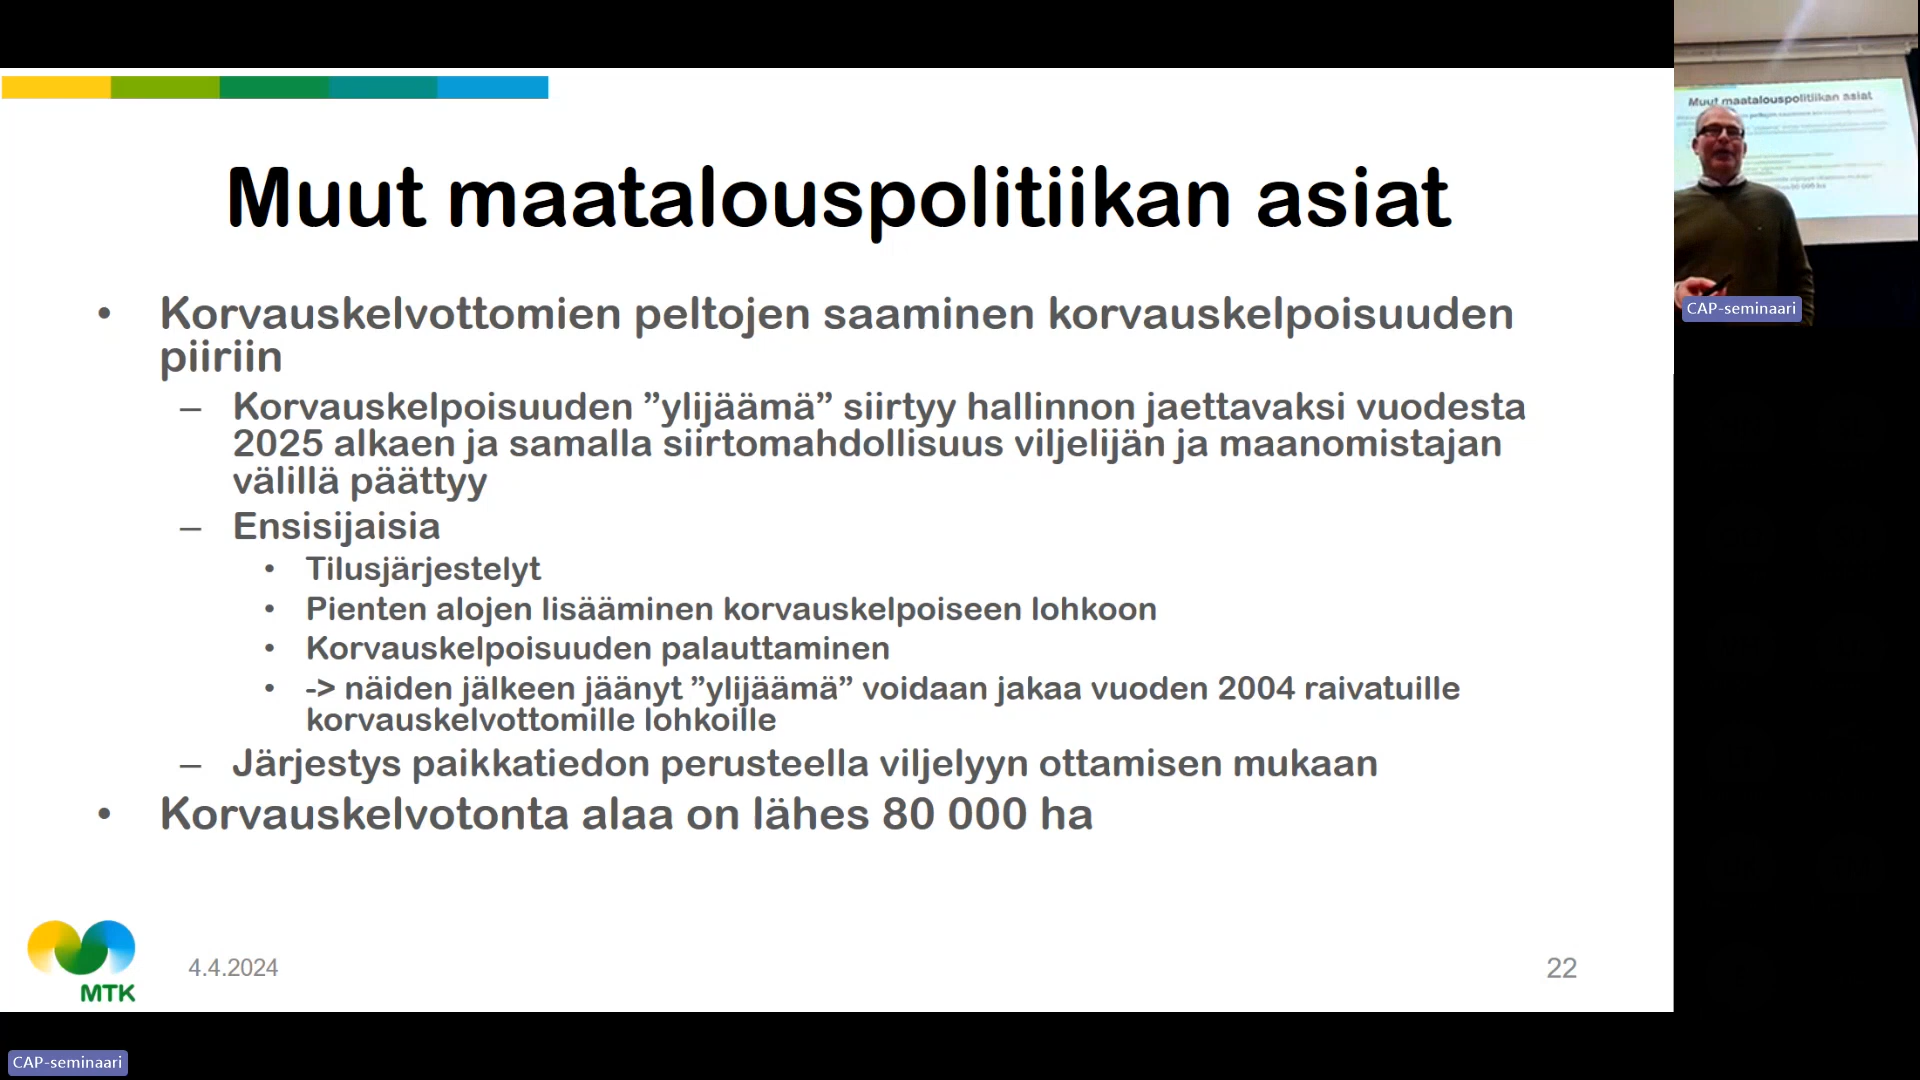 Muut maatalouspolitiikan asiat
• Korvauskelvottomien peltojen saaminen korvauskelpoisuuden
piiriin
– Korvauskelpoisuuden ”ylijäämä” siirtyy hallinnon jaettavaksi vuodesta
2025 alkaen ja samalla siirtomahdollisuus viljelijän ja maanomistajan
välillä päättyy
– Ensisijaisia
• Tilusjärjestelyt
• Pienten alojen lisääminen korvauskelpoiseen lohkoon
• Korvauskelpoisuuden palauttaminen
• -> näiden jälkeen jäänyt ”ylijäämä” voidaan jakaa vuoden 2004 raivatuille
korvauskelvottomille lohkoille
– Järjestys paikkatiedon perusteella viljelyyn ottamisen mukaan
• Korvauskelvotonta alaa on lähes 80 000 ha
MTK
4.4.2024
22
CAP-seminaari
Muut maatalouspolitiikan asiat
CAP-seminaari